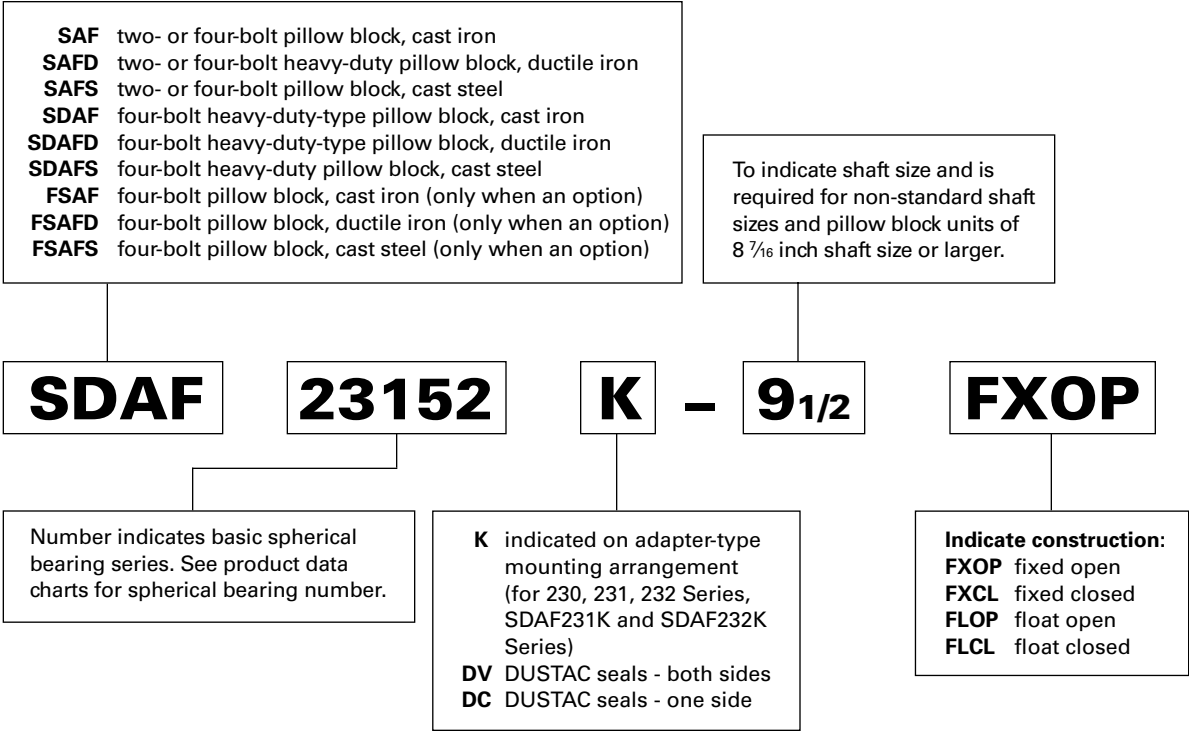 SAF two- or four-bolt pillow block, cast iron
SAFD two- or four-bolt heavy-duty pillow block, ductile iron
SAFS two- or four-bolt pillow block, cast steel
SDAF four-bolt heavy-duty-type pillow block, cast iron
SDAFD four-bolt heavy-duty-type pillow block, ductile iron
SDAFS four-bolt heavy-duty pillow block, cast steel
FSAF four-bolt pillow block, cast iron (only when an option)
FSAFD four-bolt pillow block, ductile iron (only when an option)
FSAFS four-bolt pillow block, cast steel (only when an option)
To indicate shaft size and is
required for non-standard shaft
sizes and pillow block units of
8 7/16 inch shaft size or larger.
SDAF 23152 K – 9 1/2 FXOP
Number indicates basic spherical
bearing series. See product data
charts for spherical bearing number.
K indicated on adapter-type
mounting arrangement
(for 230, 231, 232 Series,
SDAF231K and SDAF232K
Series)
DV DUSTAC seals - both sides
DC DUSTAC seals - one side
Indicate construction:
FXOP fixed open
FXCL fixed closed
FLOP float open
FLCL float closed